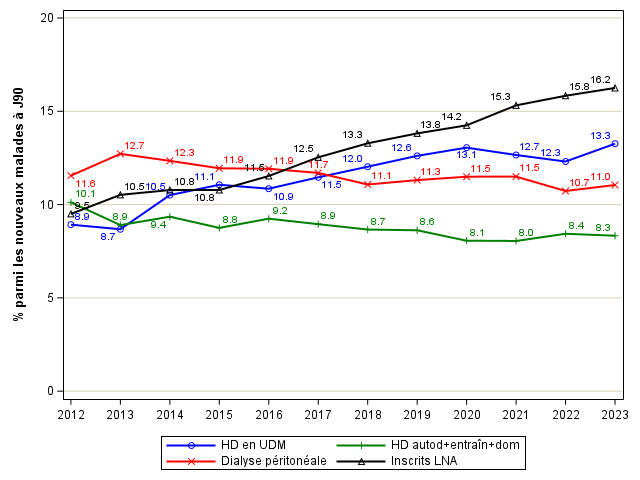 % parmi les nouveaux malades à J90
20
15
10
5
0
8.9 8.7 10.5 11.1 10.9 11.5 12.0 12.6 13.1 12.7 12.3 13.3
11.6 12.7 12.3 11.9 11.9 11.7 11.1 11.3 11.5 11.5 10.7 11.0
10.1 8.9 9.4 8.8 9.2 8.9 8.7 8.6 8.1 8.0 8.4 8.3
9.5 10.5 10.8 10.8 11.5 12.5 13.3 13.8 14.2 15.3 15.8 16.2
2012 2013 2014 2015 2016 2017 2018 2019 2020 2021 2022 2023
HD en UDM HD autod+entraîn+dom
Dialyse péritonéale Inscrits LNA